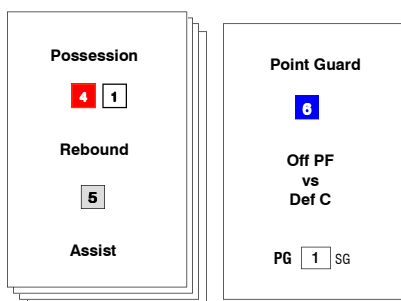 Possession
4 1
Rebound
5
Assist
Point Guard
6
Off PF
vs
Def C
PG 1 SG